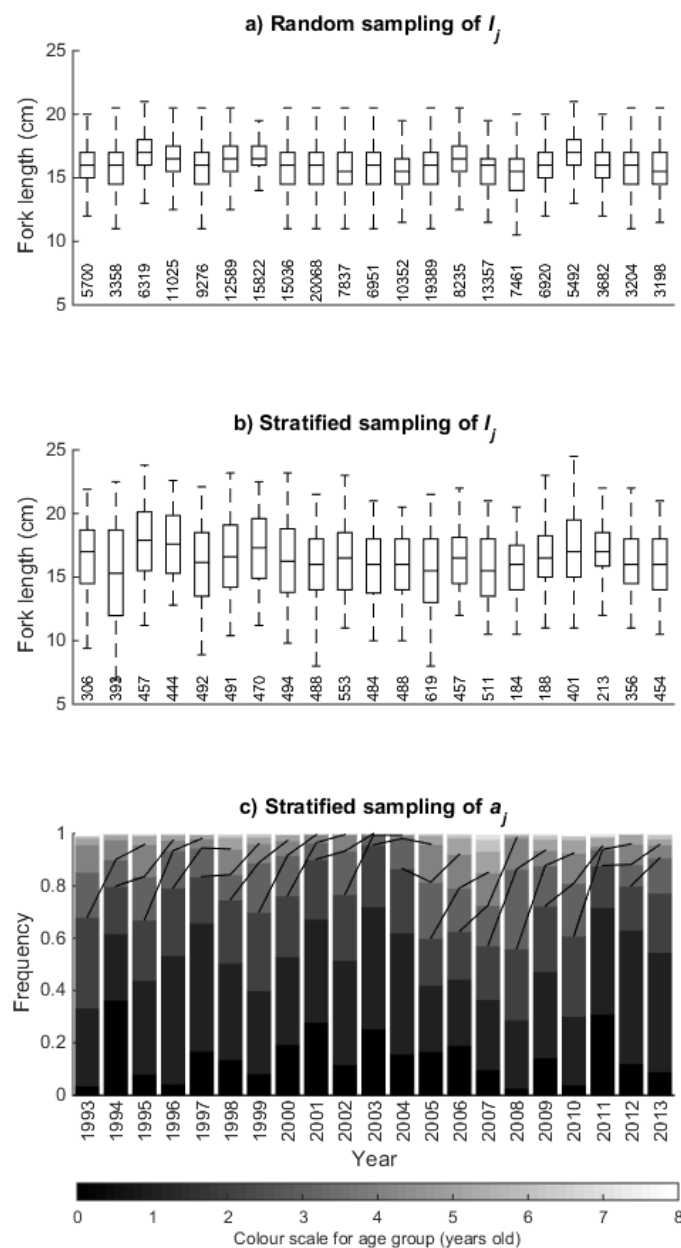 a) Random sampling of l_j
25
20
15
10
5
Fork length (cm)
5700 3358 6319 11025 9276 12589 15822 15036 20068 7837 6951 10352 19389 8235 13357 7461 6920 5492 3682 3204 3198
b) Stratified sampling of l_j
25
20
15
10
5
Fork length (cm)
306 393 457 444 492 491 470 494 488 553 484 488 619 457 511 184 188 401 213 356 454
c) Stratified sampling of a_j
1
0.8
0.6
0.4
0.2
0
Frequency
1993 1994 1995 1996 1997 1998 1999 2000 2001 2002 2003 2004 2005 2006 2007 2008 2009 2010 2011 2012 2013
Year
0 1 2 3 4 5 6 7 8
Colour scale for age group (years old)